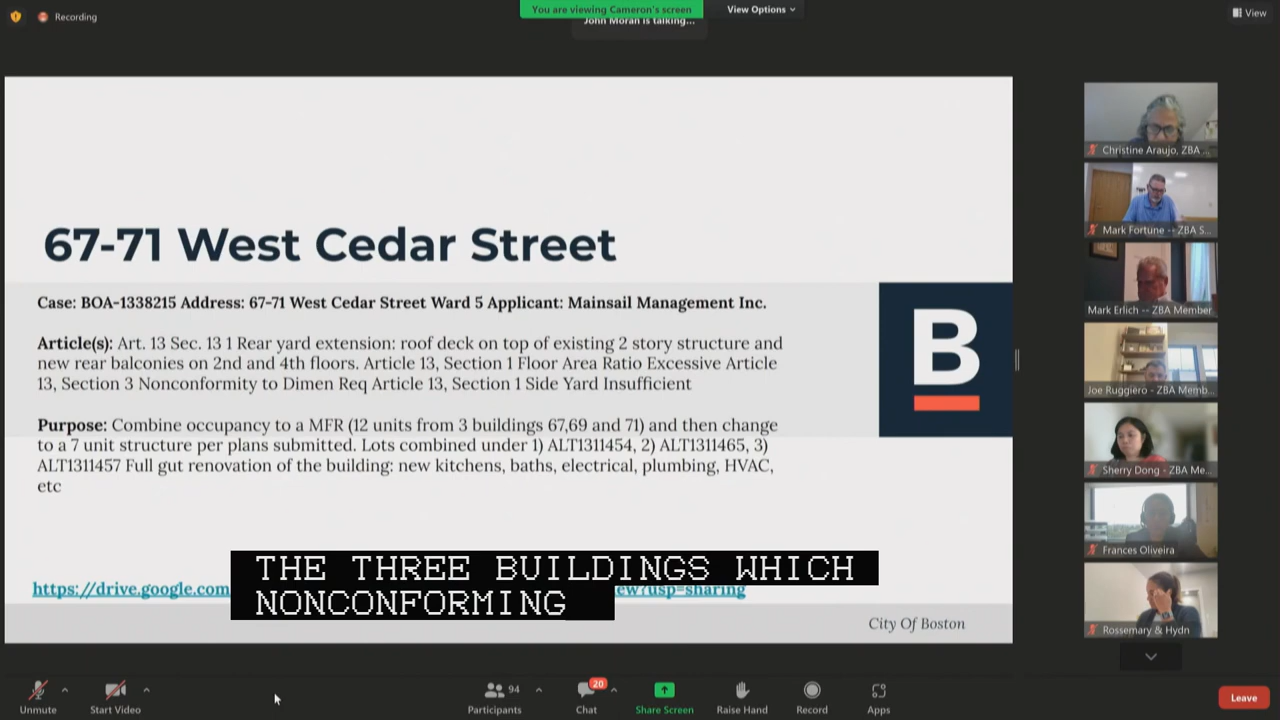 Recording
You are viewing Cameron's screen
View Options
John Moran is talking...
View
67-71 West Cedar Street
Case: BOA-1338215 Address: 67-71 West Cedar Street Ward 5 Applicant: Mainsail Management Inc.
Article(s): Art. 13 Sec. 13 1 Rear yard extension: roof deck on top of existing 2 story structure and
new rear balconies on 2nd and 4th floors. Article 13, Section 1 Floor Area Ratio Excessive Article
13, Section 3 Nonconformity to Dimen Req Article 13, Section 1 Side Yard Insufficient
Purpose: Combine occupancy to a MFR (12 units from 3 buildings 67,69 and 71) and then change
to a 7 unit structure per plans submitted. Lots combined under 1) ALT1311454, 2) ALT1311465, 3)
ALT1311457 Full gut renovation of the building: new kitchens, baths, electrical, plumbing, HVAC,
etc
B
https://drive.google.com
ew?usp=sharing
THE THREE BUILDINGS WHICH
NONCONFORMING
City Of Boston
Christine Araujo, ZBA ...
Mark Fortune -- ZBA S...
Mark Erlich -- ZBA Member
Joe Ruggiero - ZBA Memb...
Sherry Dong - ZBA Me...
Frances Oliveira
Rossemary & Hydn
Unmute
Start Video
Participants
94
Chat
20
Share Screen
Raise Hand
Record
Apps
Leave